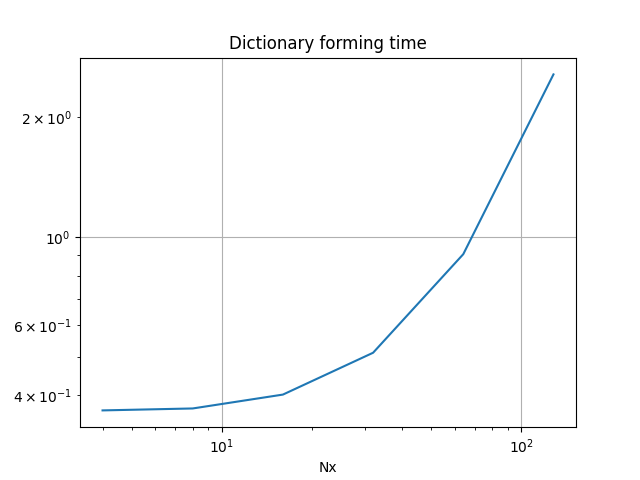 Dictionary forming time
2 × 10⁰
10⁰
6 × 10⁻¹
4 × 10⁻¹
10¹ 10²
Nx